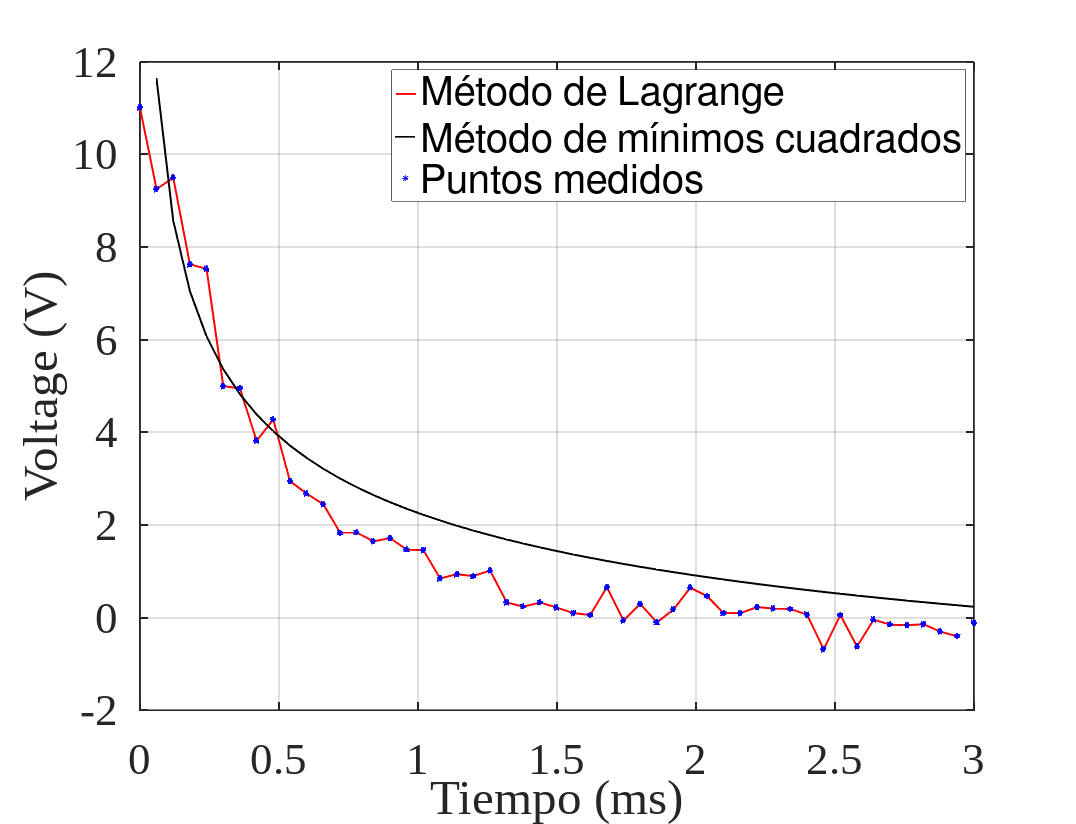 Método de Lagrange
Método de mínimos cuadrados
Puntos medidos
12
10
8
6
4
2
0
-2
Voltage (V)
0 0.5 1 1.5 2 2.5 3
Tiempo (ms)